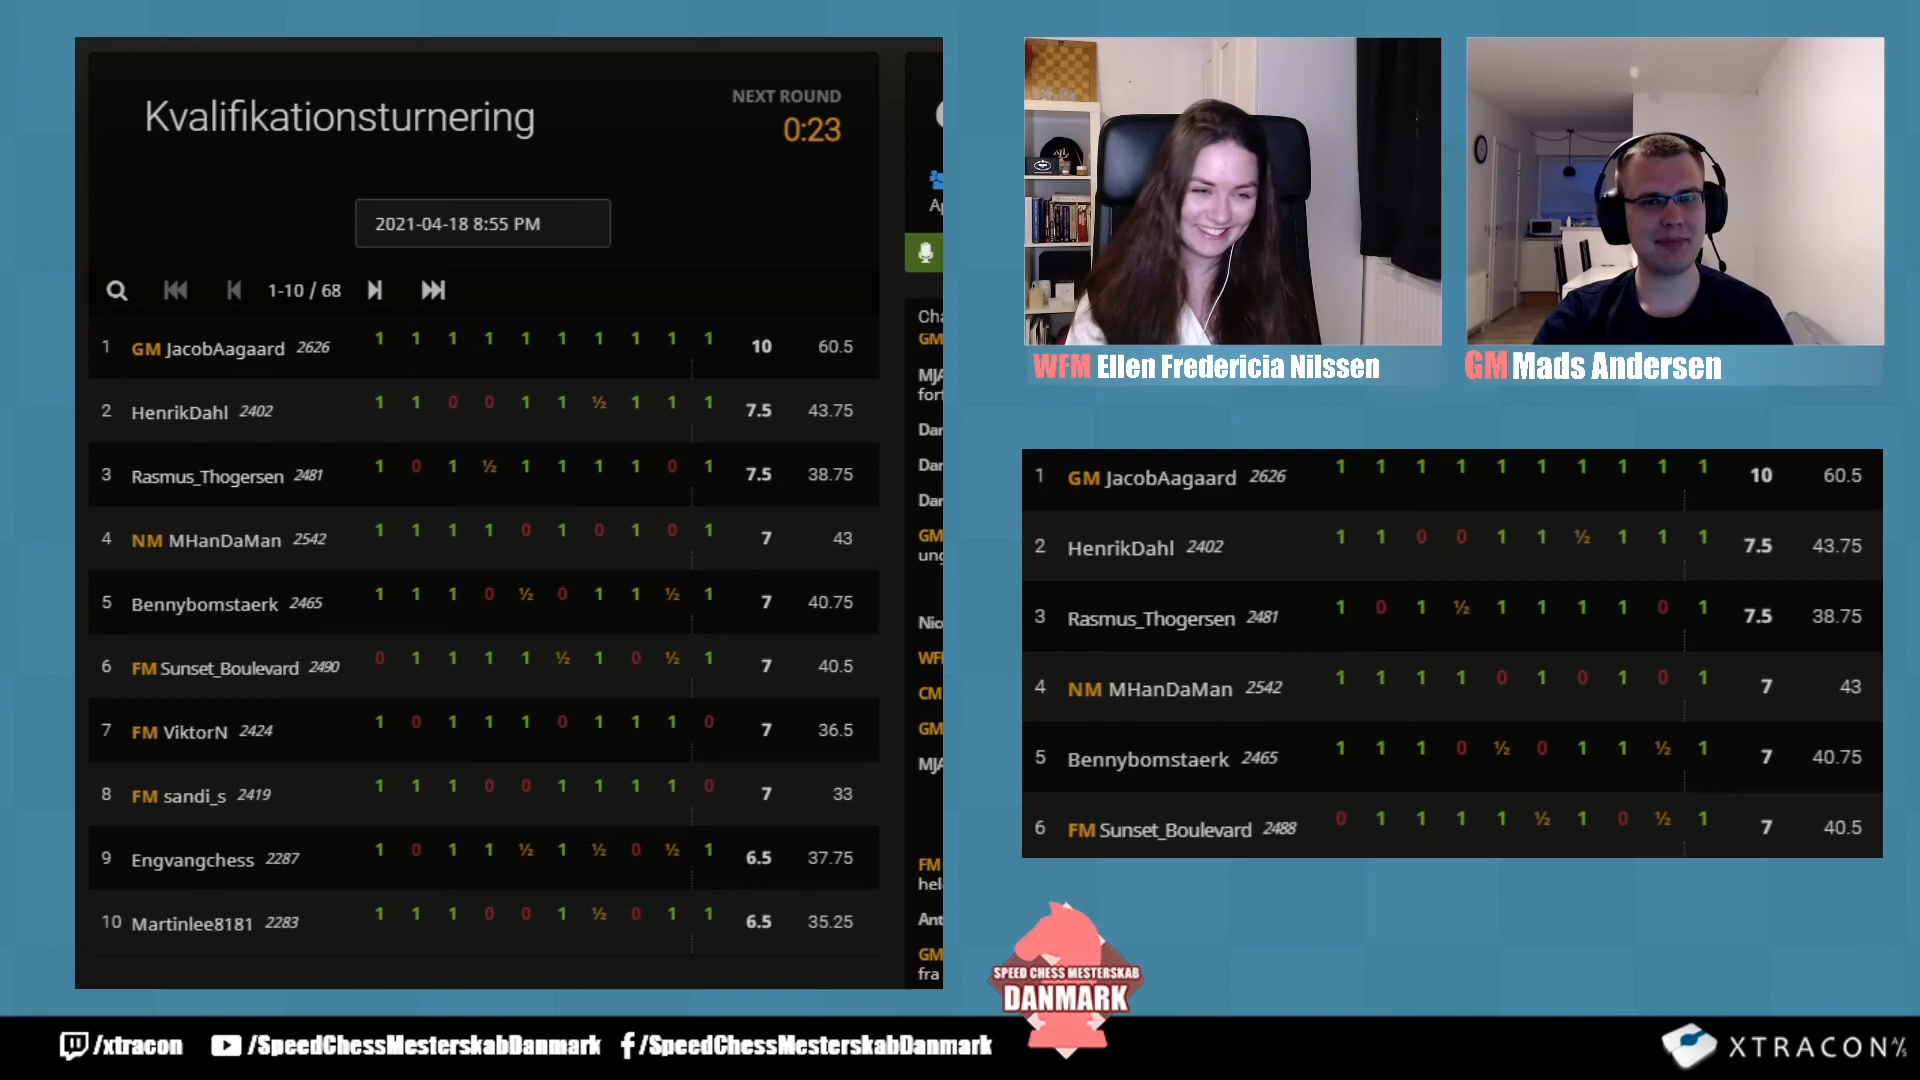 Kvalifikationsturnering
NEXT ROUND
0:23
2021-04-18 8:55 PM
1-10 / 68
1 GM JacobAagaard 2626 1 1 1 1 1 1 1 1 1 1 10 60.5
2 HenrikDahl 2402 1 1 0 0 1 1 ½ 1 1 1 7.5 43.75
3 Rasmus_Thogersen 2481 1 0 1 ½ 1 1 1 1 0 1 7.5 38.75
4 NM MHanDaMan 2542 1 1 1 1 0 1 0 1 0 1 7 43
5 Bennybomstaerk 2465 1 1 1 0 ½ 0 1 1 ½ 1 7 40.75
6 FM Sunset_Boulevard 2490 0 1 1 1 1 ½ 1 0 ½ 1 7 40.5
7 FM ViktorN 2424 1 0 1 1 1 0 1 1 1 0 7 36.5
8 FM sandi_s 2419 1 1 1 0 0 1 1 1 1 0 7 33
9 Engvangchess 2287 1 0 1 1 ½ 1 ½ 0 ½ 1 6.5 37.75
10 Martinlee8181 2283 1 1 1 0 0 1 ½ 0 1 1 6.5 35.25
GM
GM
CM
GM
FM
GM
fra
WFM Ellen Fredericia Nilssen
GM Mads Andersen
1 GM JacobAagaard 2626 1 1 1 1 1 1 1 1 1 1 10 60.5
2 HenrikDahl 2402 1 1 0 0 1 1 ½ 1 1 1 7.5 43.75
3 Rasmus_Thogersen 2481 1 0 1 ½ 1 1 1 1 0 1 7.5 38.75
4 NM MHanDaMan 2542 1 1 1 1 0 1 0 1 0 1 7 43
5 Bennybomstaerk 2465 1 1 1 0 ½ 0 1 1 ½ 1 7 40.75
6 FM Sunset_Boulevard 2488 0 1 1 1 1 ½ 1 0 ½ 1 7 40.5
SPEED CHESS MESTERSKAB
DANMARK
/xtracon /SpeedChessMesterskabDanmark /SpeedChessMesterskabDanmark
XTRACON A/S